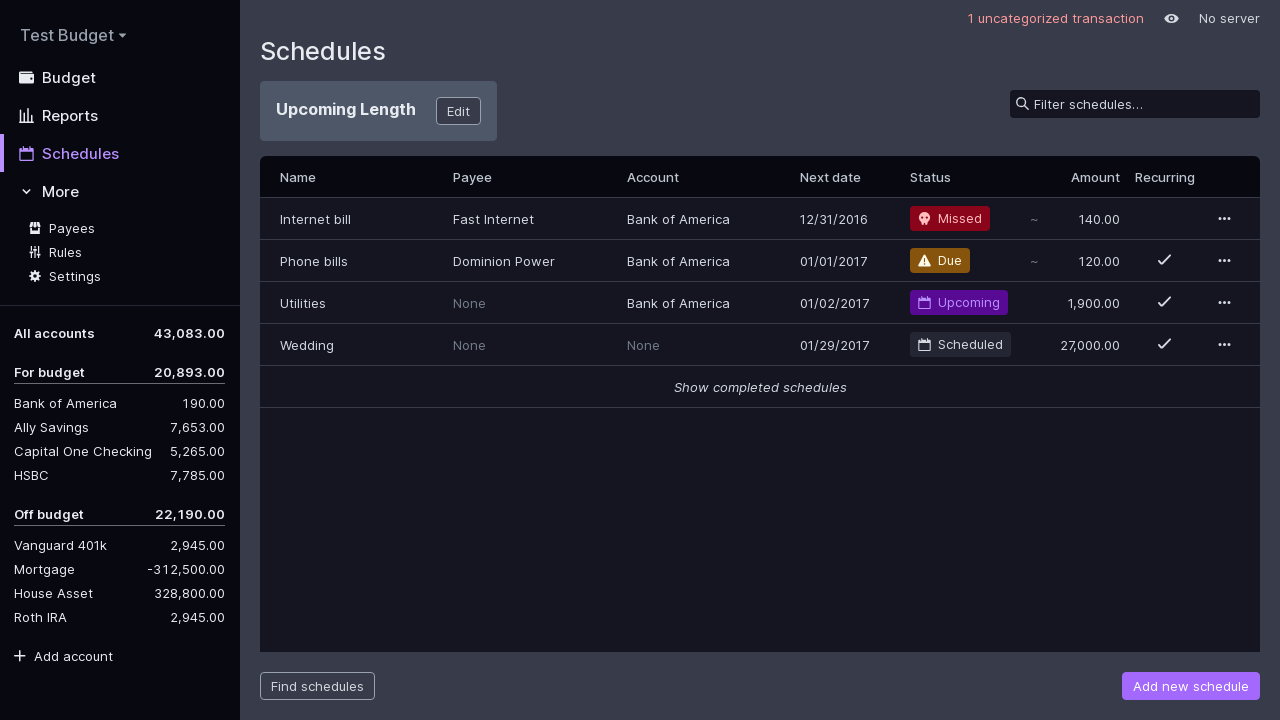 Test Budget
Budget
Reports
Schedules
More
Payees
Rules
Settings
All accounts 43,083.00
For budget 20,893.00
Bank of America 190.00
Ally Savings 7,653.00
Capital One Checking 5,265.00
HSBC 7,785.00
Off budget 22,190.00
Vanguard 401k 2,945.00
Mortgage -312,500.00
House Asset 328,800.00
Roth IRA 2,945.00
Add account
1 uncategorized transaction No server
Schedules
Upcoming Length Edit
Filter schedules…
Name Payee Account Next date Status Amount Recurring
Internet bill Fast Internet Bank of America 12/31/2016 Missed ~ 140.00
Phone bills Dominion Power Bank of America 01/01/2017 Due ~ 120.00
Utilities None Bank of America 01/02/2017 Upcoming 1,900.00
Wedding None None 01/29/2017 Scheduled 27,000.00
Show completed schedules
Find schedules Add new schedule